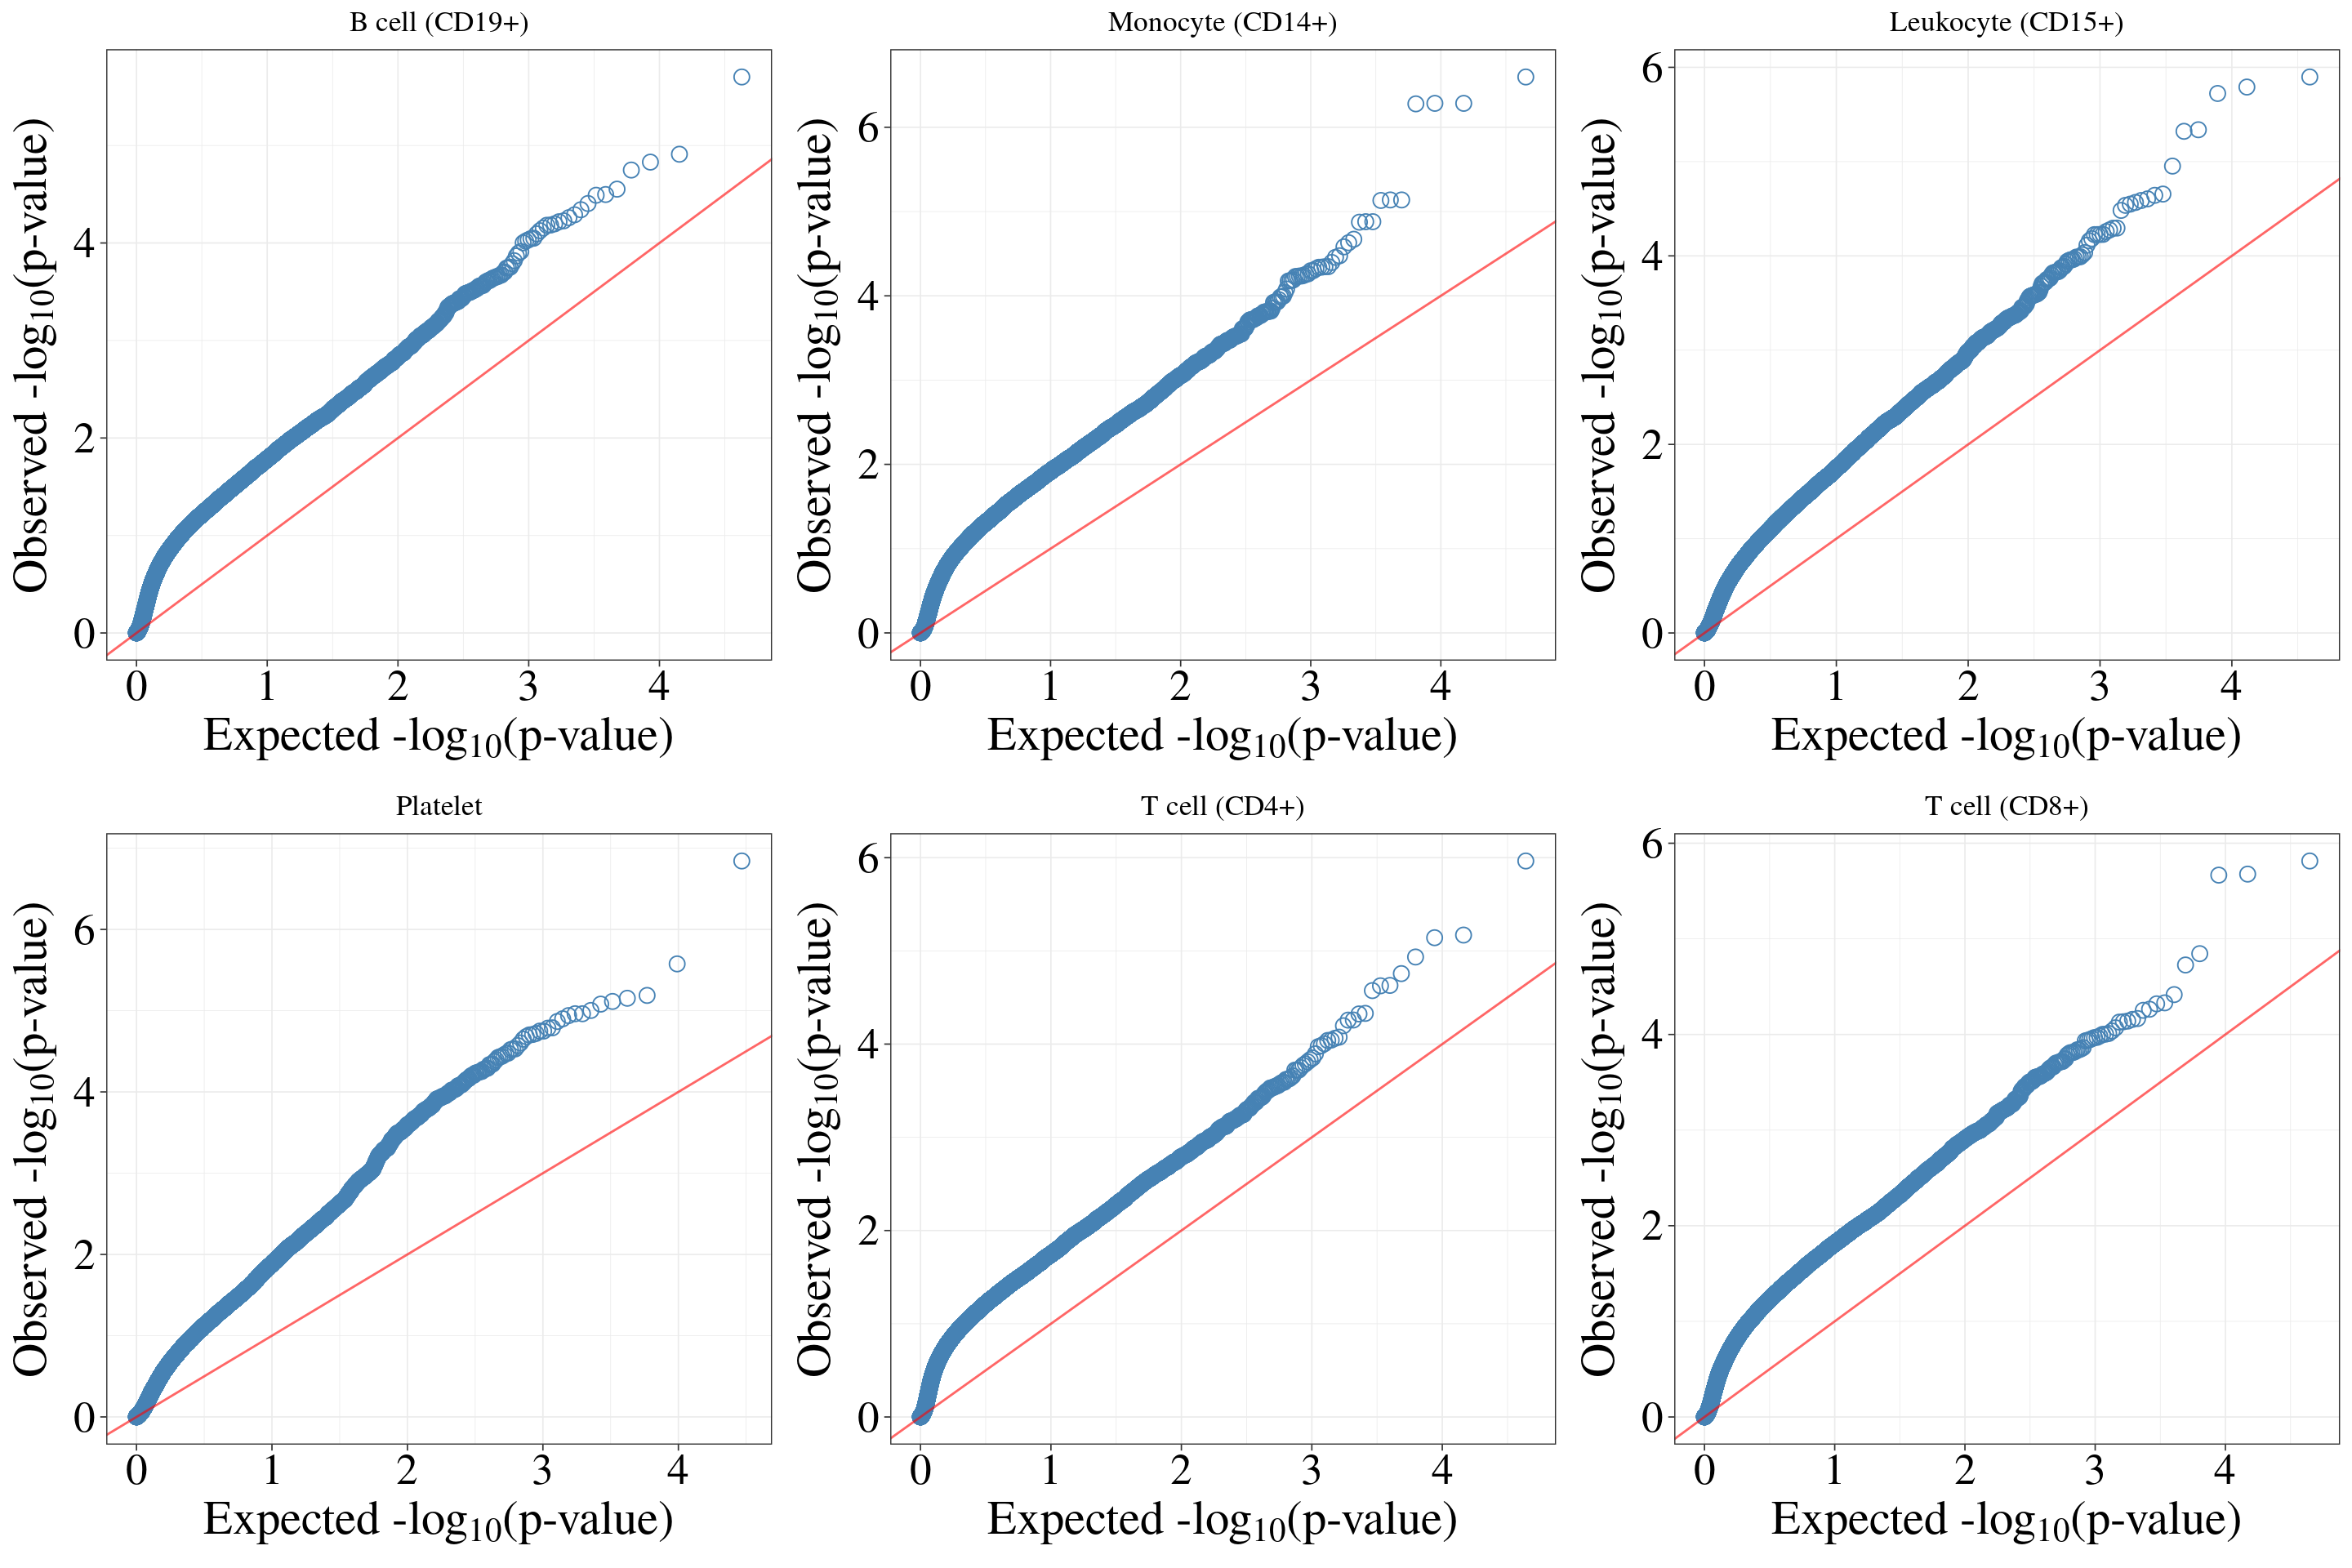 B cell (CD19+)
Observed -log10(p-value)
0
2
4
0 1 2 3 4
Expected -log10(p-value)
Monocyte (CD14+)
Observed -log10(p-value)
0
2
4
6
0 1 2 3 4
Expected -log10(p-value)
Leukocyte (CD15+)
Observed -log10(p-value)
0
2
4
6
0 1 2 3 4
Expected -log10(p-value)
Platelet
Observed -log10(p-value)
0
2
4
6
0 1 2 3 4
Expected -log10(p-value)
T cell (CD4+)
Observed -log10(p-value)
0
2
4
6
0 1 2 3 4
Expected -log10(p-value)
T cell (CD8+)
Observed -log10(p-value)
0
2
4
6
0 1 2 3 4
Expected -log10(p-value)